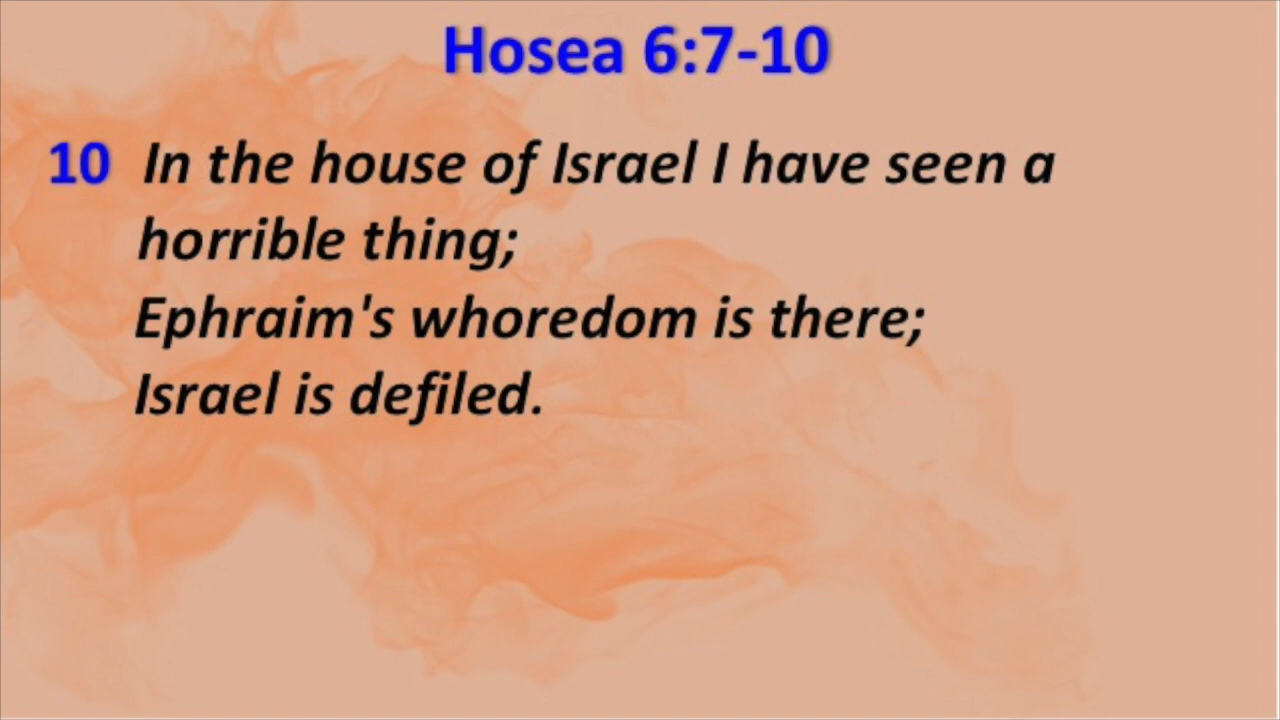 Hosea 6:7-10
10 In the house of Israel I have seen a
horrible thing;
Ephraim's whoredom is there;
Israel is defiled.